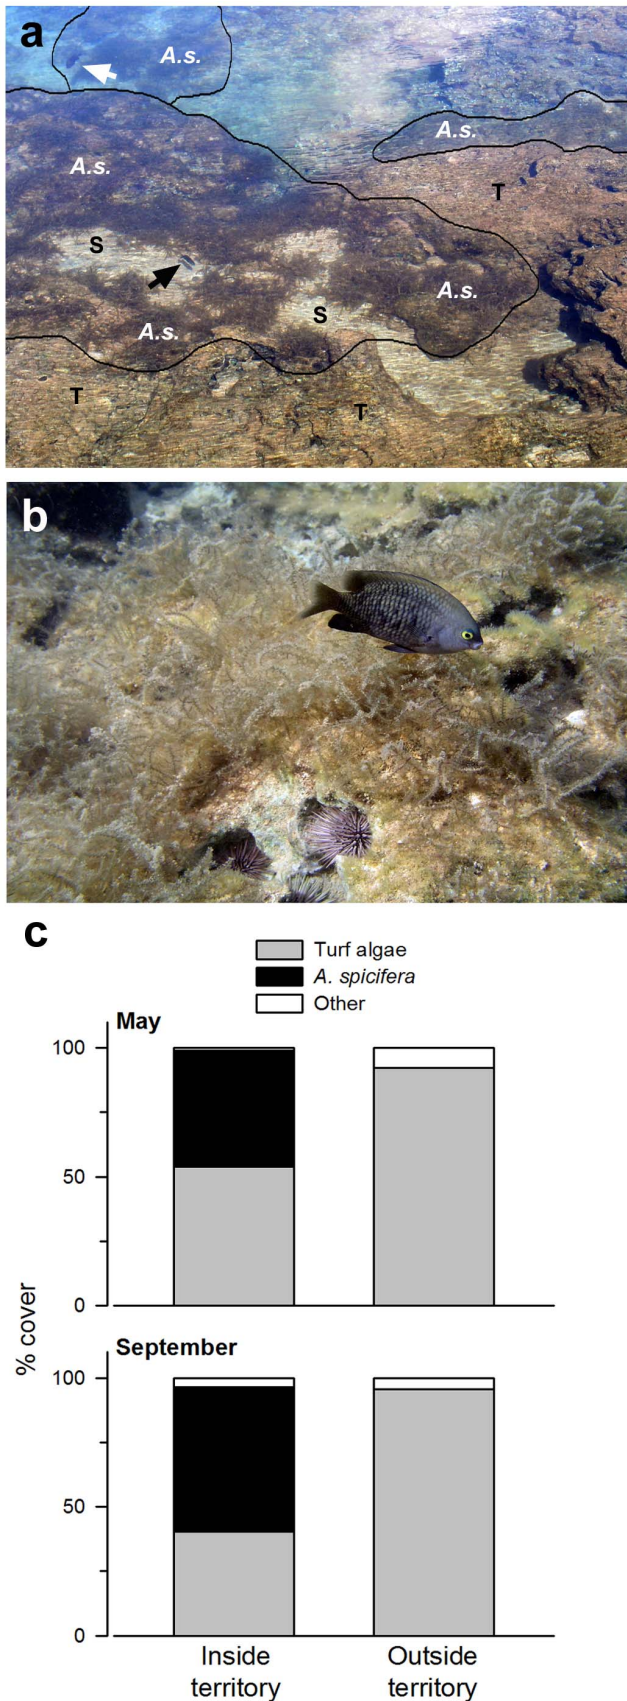 a
A.s.
A.s.
A.s.
T
S
A.s.
S
A.s.
T
T
b
c
Turf algae
A. spicifera
Other
May
100
50
0
% cover
September
100
50
0
Inside
territory
Outside
territory